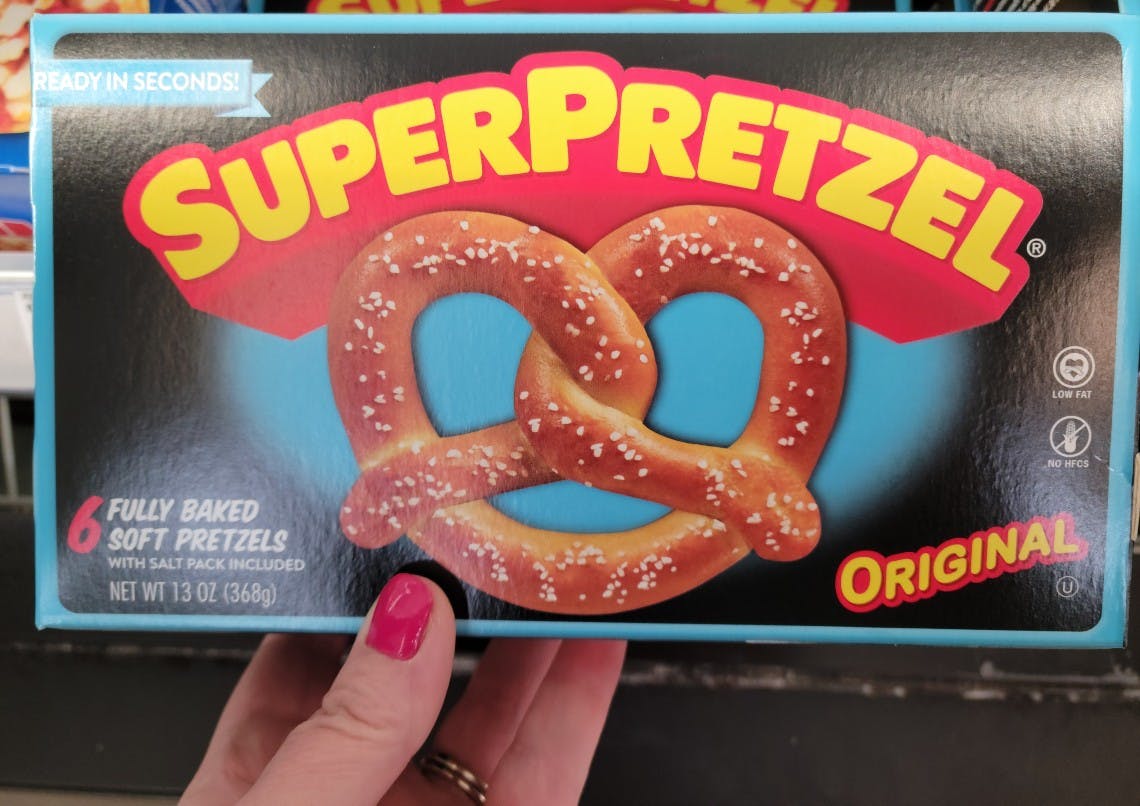 READY IN SECONDS!
SUPERPRETZEL®
LOW FAT
NO HFCS
6 FULLY BAKED
SOFT PRETZELS
WITH SALT PACK INCLUDED
NET WT 13 OZ (368g)
ORIGINAL
U